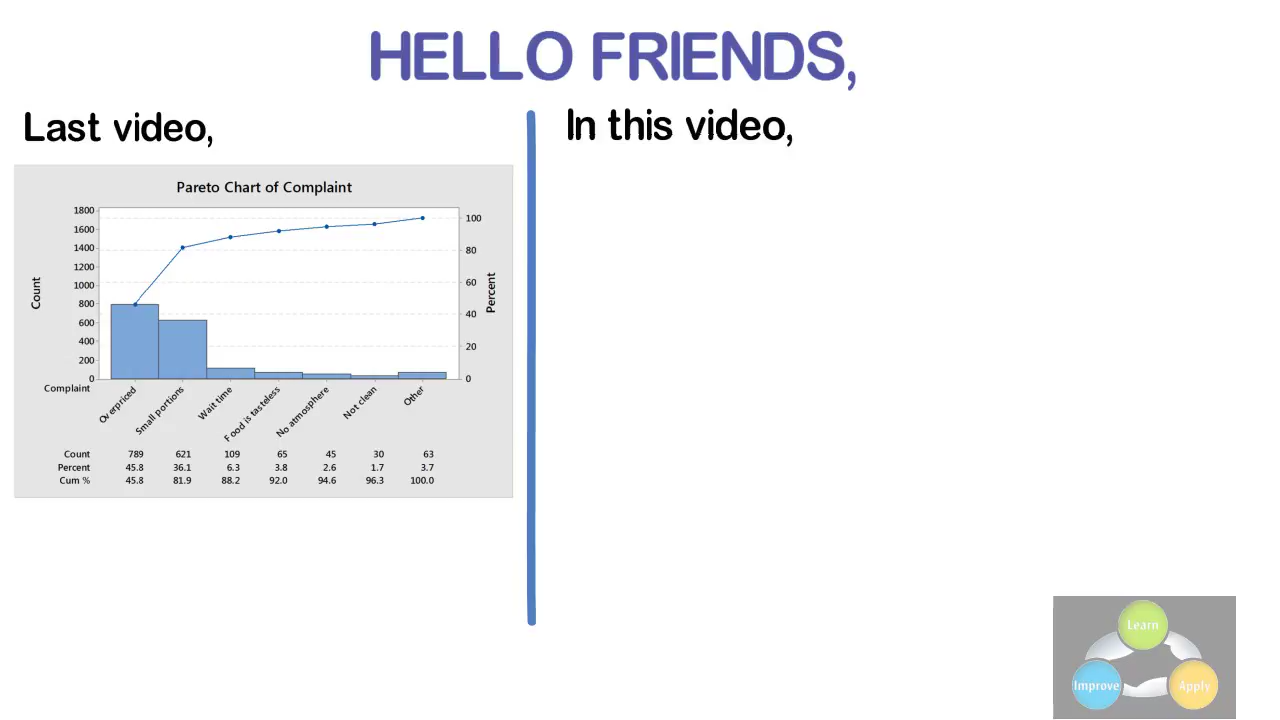 HELLO FRIENDS,
Last video,
Pareto Chart of Complaint
1800
1600
1400
1200
1000
800
600
400
200
0
Count
100
80
60
40
20
0
Percent
Complaint
Overpriced
Small portions
Wait time
Food is tasteless
No atmosphere
Not clean
Other
Count 789 621 109 65 45 30 63
Percent 45.8 36.1 6.3 3.8 2.6 1.7 3.7
Cum % 45.8 81.9 88.2 92.0 94.6 96.3 100.0
In this video,
Learn
Improve
Apply